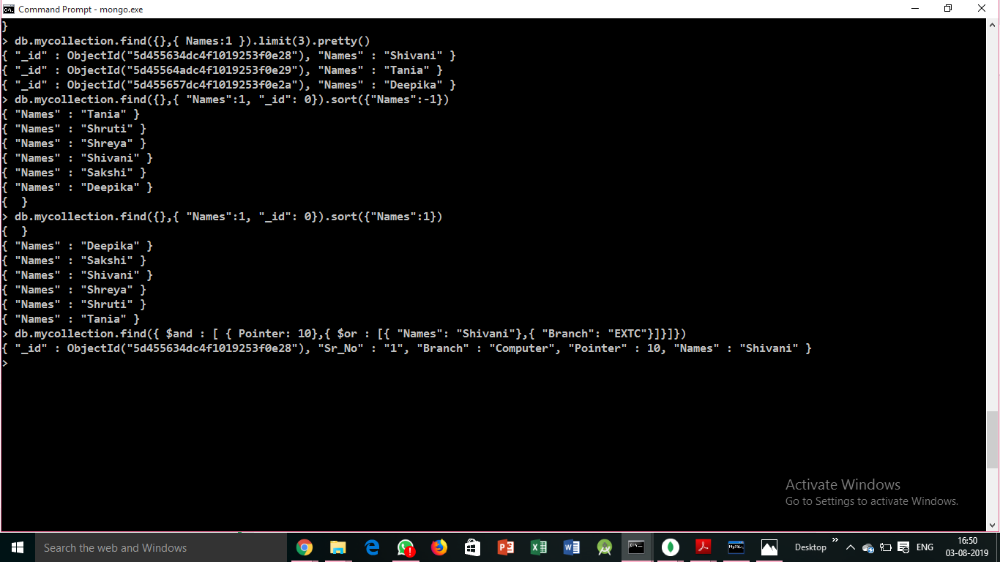 Command Prompt - mongo.exe
}
> db.mycollection.find({},{ Names:1 }).limit(3).pretty()
{ "_id" : ObjectId("5d455634dc4f1019253f0e28"), "Names" : "Shivani" }
{ "_id" : ObjectId("5d45564adc4f1019253f0e29"), "Names" : "Tania" }
{ "_id" : ObjectId("5d455657dc4f1019253f0e2a"), "Names" : "Deepika" }
> db.mycollection.find({},{ "Names":1, "_id": 0}).sort({"Names":-1})
{ "Names" : "Tania" }
{ "Names" : "Shruti" }
{ "Names" : "Shreya" }
{ "Names" : "Shivani" }
{ "Names" : "Sakshi" }
{ "Names" : "Deepika" }
{  }
> db.mycollection.find({},{ "Names":1, "_id": 0}).sort({"Names":1})
{  }
{ "Names" : "Deepika" }
{ "Names" : "Sakshi" }
{ "Names" : "Shivani" }
{ "Names" : "Shreya" }
{ "Names" : "Shruti" }
{ "Names" : "Tania" }
> db.mycollection.find({ $and : [ { Pointer: 10},{ $or : [{ "Names": "Shivani"},{ "Branch": "EXTC"}]}]})
{ "_id" : ObjectId("5d455634dc4f1019253f0e28"), "Sr_No" : "1", "Branch" : "Computer", "Pointer" : 10, "Names" : "Shivani" }
>
Activate Windows
Go to Settings to activate Windows.
Search the web and Windows
MySQL
Desktop
ENG
16:50
03-08-2019